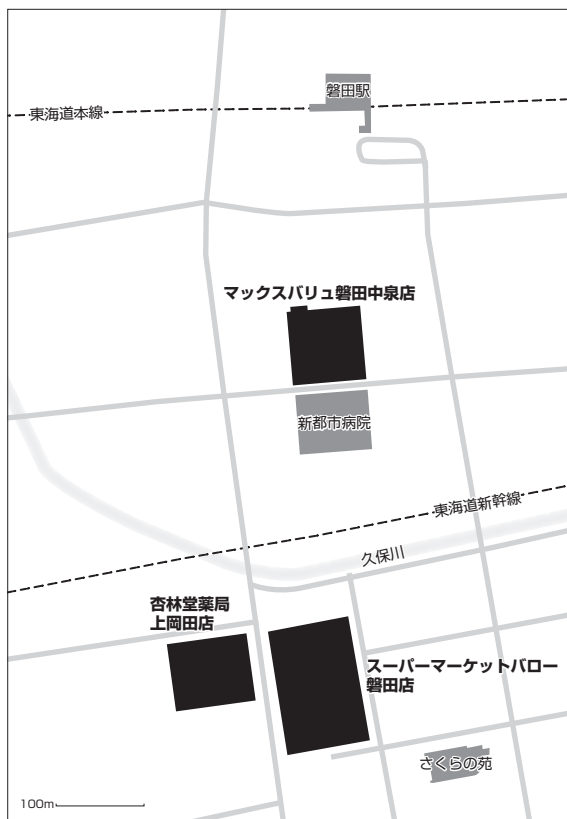 磐田駅
東海道本線
マックスバリュ磐田中泉店
新都市病院
東海道新幹線
久保川
杏林堂薬局
上岡田店
スーパーマーケットバロー
磐田店
さくらの苑
100m